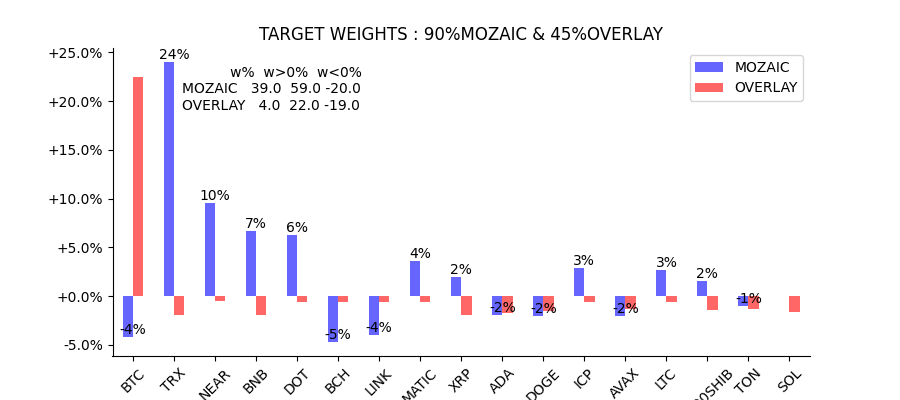 TARGET WEIGHTS : 90%MOZAIC & 45%OVERLAY
+25.0%
+20.0%
+15.0%
+10.0%
+5.0%
+0.0%
-5.0%
w% w>0% w<0%
MOZAIC 39.0 59.0 -20.0
OVERLAY 4.0 22.0 -19.0
MOZAIC
OVERLAY
-4%
24%
10%
7%
6%
-5%
-4%
4%
2%
-2%
-2%
3%
-2%
3%
2%
-1%
BTC
TRX
NEAR
BNB
DOT
BCH
LINK
MATIC
XRP
ADA
DOGE
ICP
AVAX
LTC
00SHIB
TON
SOL